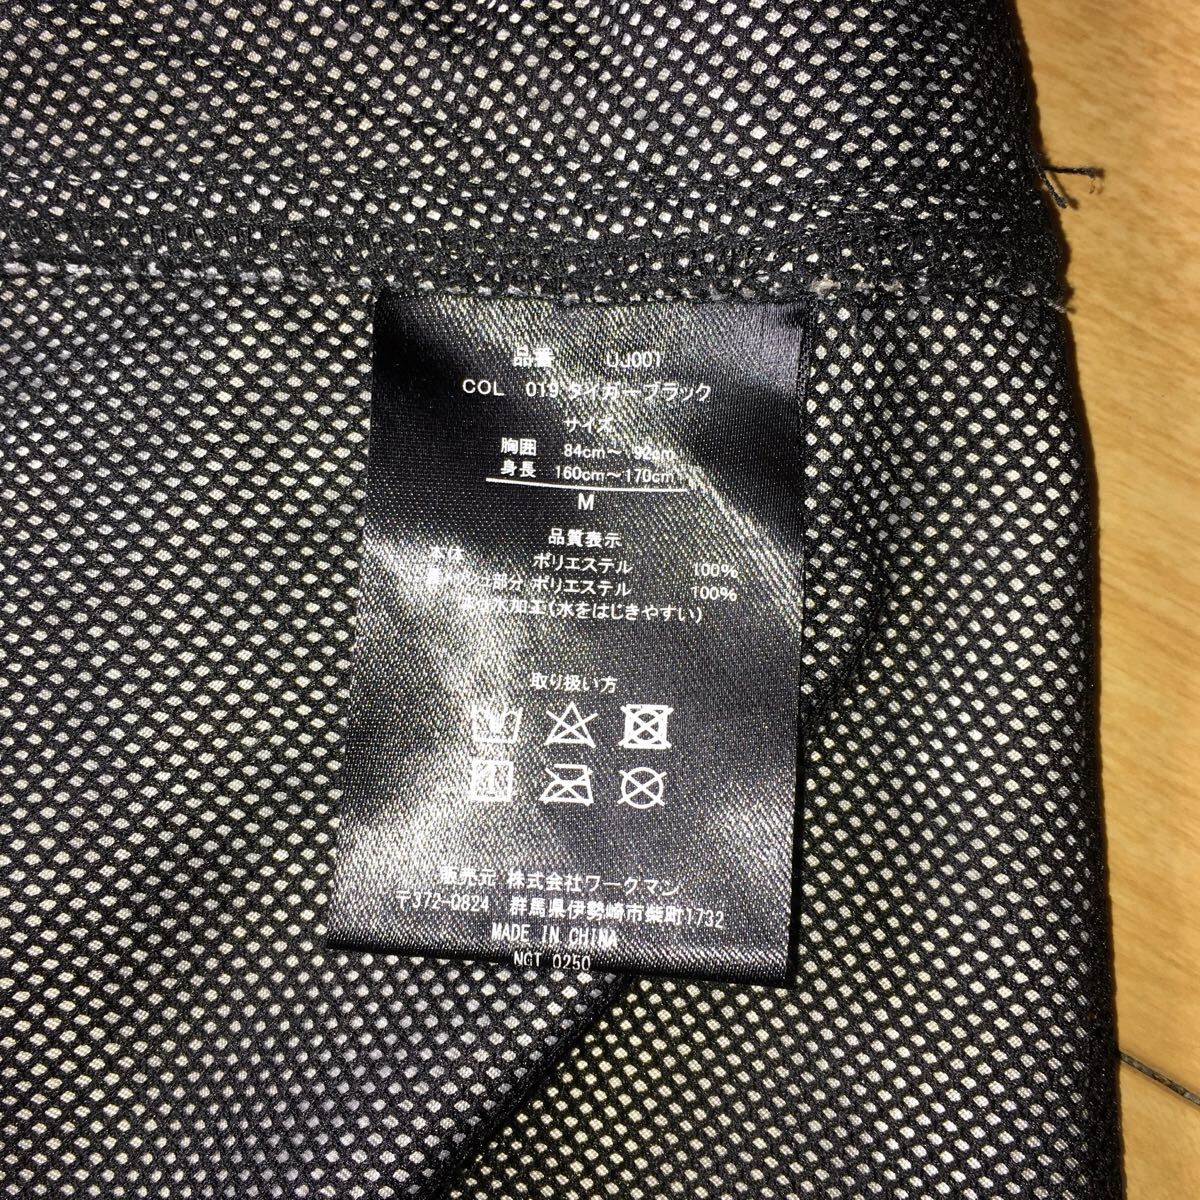 品番 UJ001
COL 019 タイガーブラック
サイズ
胸囲 84cm～ 92cm
身長 160cm～170cm
M
品質表示
本体 ポリエステル 100%
部分 ポリエステル 100%
水加工(水をはじきやすい)
取り扱い方
販売元 株式会社ワークマン
〒372-0824 群馬県伊勢崎市柴町1732
MADE IN CHINA
NGT 0250